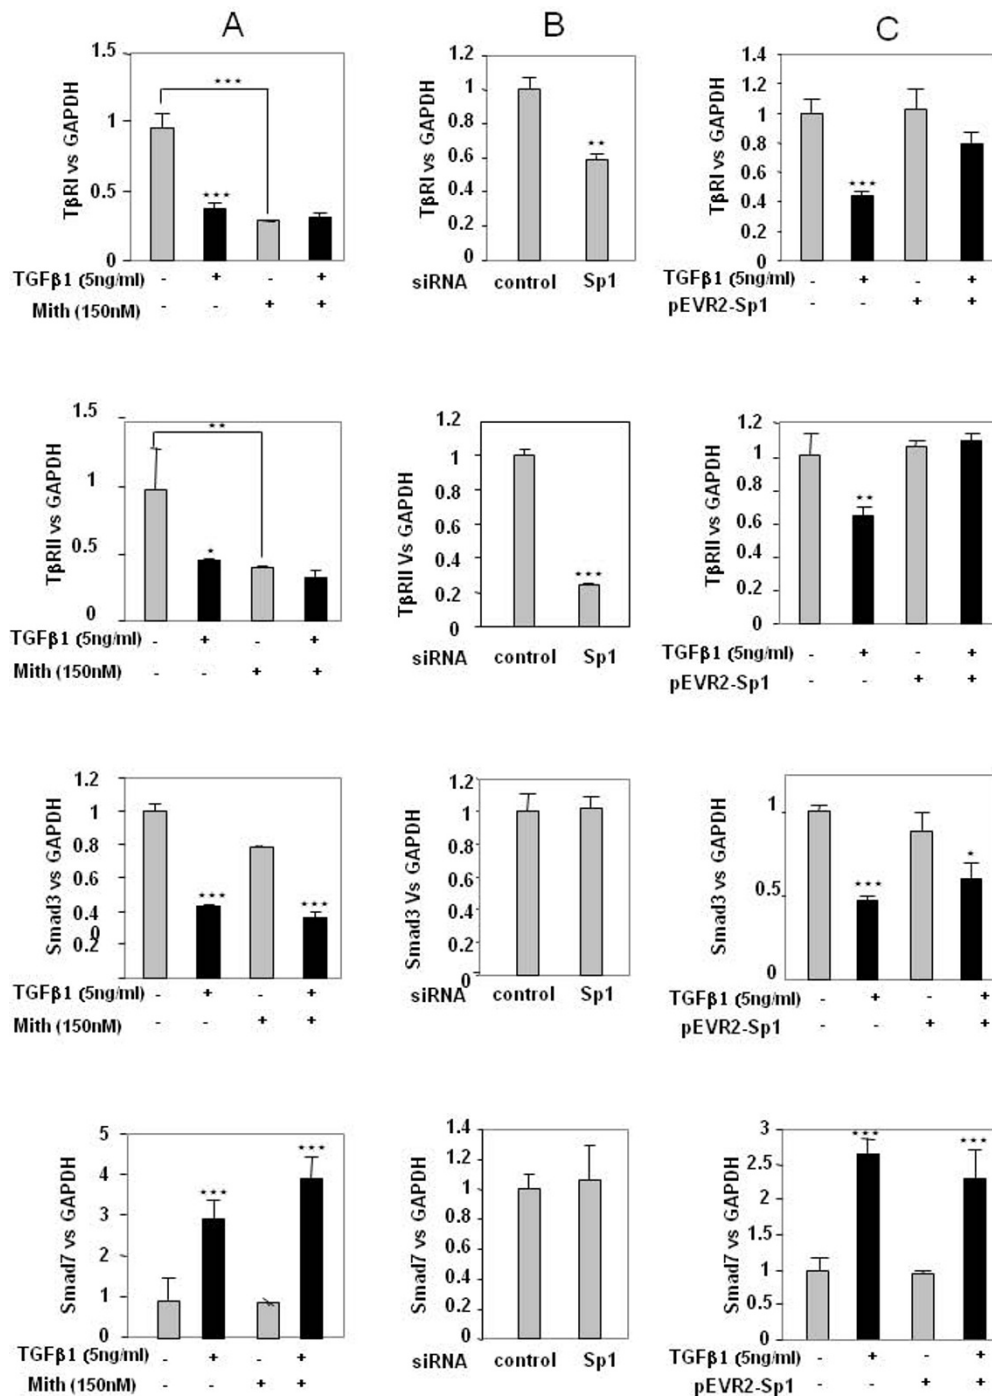 A B C
1.5
1
0.5
0
TβRI vs GAPDH
★★★
★★★
TGFβ1 (5ng/ml) - + - +
Mith (150nM) - - + +
1.2
1
0.8
0.6
0.4
0.2
0
TβRI vs GAPDH
★★
siRNA control Sp1
1.4
1.2
1
0.8
0.6
0.4
0.2
0
TβRI vs GAPDH
★★★
TGFβ1 (5ng/ml) - + - +
pEVR2-Sp1 - - + +
1.5
1
0.5
0
TβRII vs GAPDH
★★
★
TGFβ1 (5ng/ml) - + - +
Mith (150nM) - - + +
1.2
1
0.8
0.6
0.4
0.2
0
TβRII Vs GAPDH
★★★
siRNA control Sp1
1.2
1
0.8
0.6
0.4
0.2
0
TβRII vs GAPDH
★★
TGFβ1 (5ng/ml) - + - +
pEVR2-Sp1 - - + +
1.2
1
0.8
0.4
0
0.2
Smad3 vs GAPDH
★★★
★★★
TGFβ1 (5ng/ml) - + - +
Mith (150nM) - - + +
1.2
1
0.8
0.6
0.4
0.2
0
Smad3 Vs GAPDH
siRNA control Sp1
1
0.5
0
Smad3 vs GAPDH
★★★
★
TGFβ1 (5ng/ml) - + - +
pEVR2-Sp1 - - + +
5
4
3
2
1
0
Smad7 vs GAPDH
★★★
★★★
TGFβ1 (5ng/ml) - + - +
Mith (150nM) - - + +
1.4
1.2
1
0.8
0.6
0.4
0.2
0
Smad7 vs GAPDH
siRNA control Sp1
3
2.5
2
1.5
1
0.5
0
Smad7 vs GAPDH
★★★
★★★
TGFβ1 (5ng/ml) - + - +
pEVR2-Sp1 - - + +